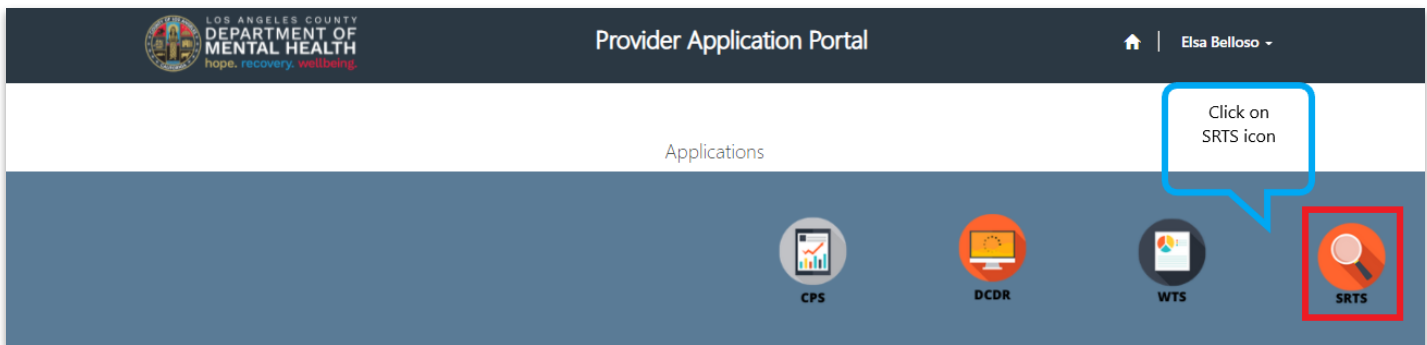 LOS ANGELES COUNTY
DEPARTMENT OF
MENTAL HEALTH
hope. recovery. wellbeing.
Provider Application Portal
Elsa Belloso
Click on
SRTS icon
Applications
CPS
DCDR
WTS
SRTS